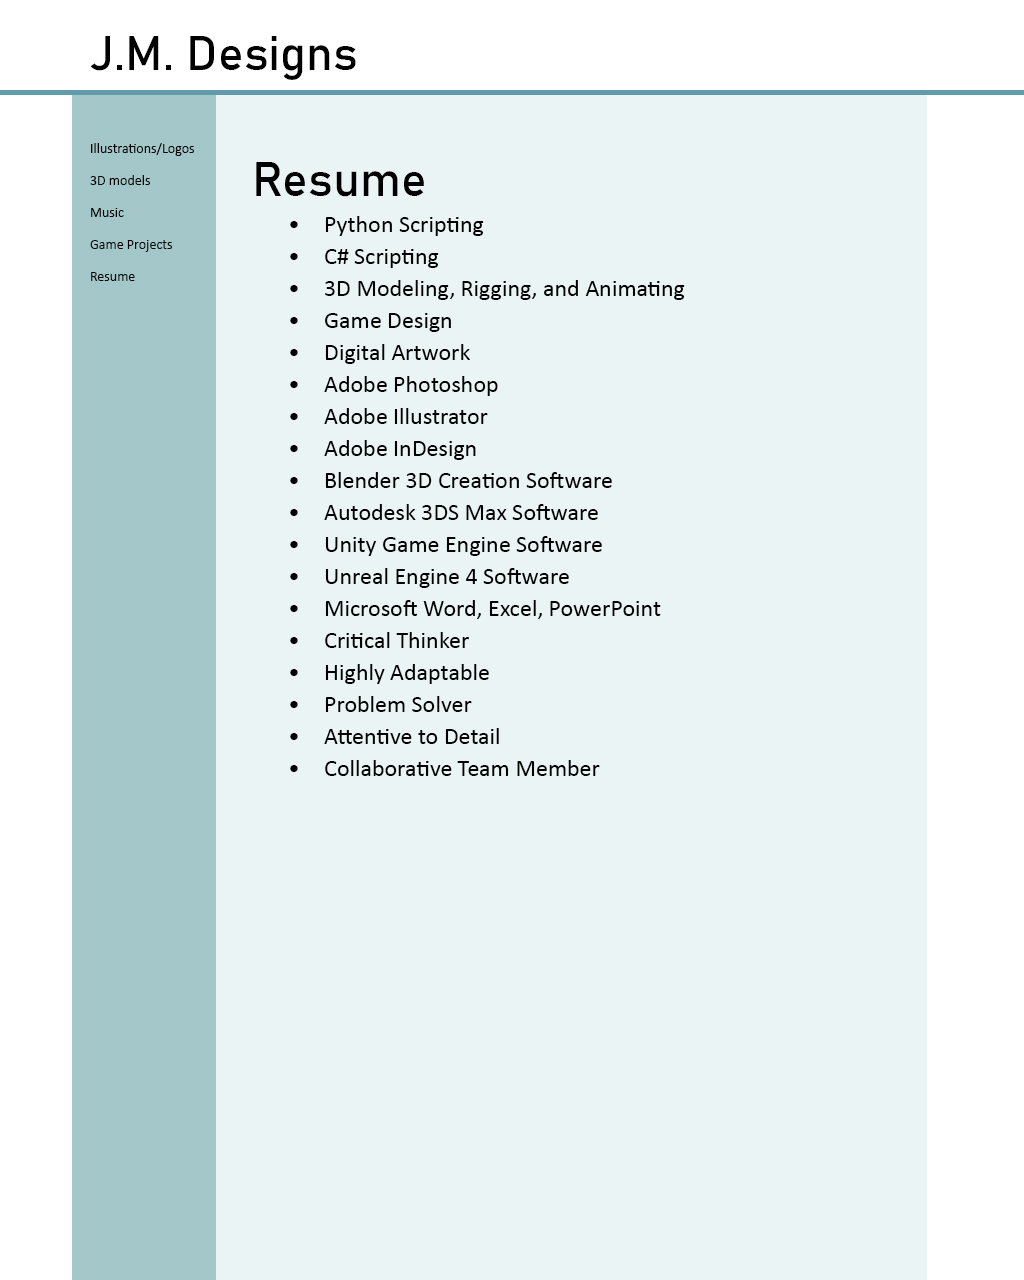 J.M. Designs
Illustrations/Logos
3D models
Music
Game Projects
Resume
Resume
• Python Scripting
• C# Scripting
• 3D Modeling, Rigging, and Animating
• Game Design
• Digital Artwork
• Adobe Photoshop
• Adobe Illustrator
• Adobe InDesign
• Blender 3D Creation Software
• Autodesk 3DS Max Software
• Unity Game Engine Software
• Unreal Engine 4 Software
• Microsoft Word, Excel, PowerPoint
• Critical Thinker
• Highly Adaptable
• Problem Solver
• Attentive to Detail
• Collaborative Team Member